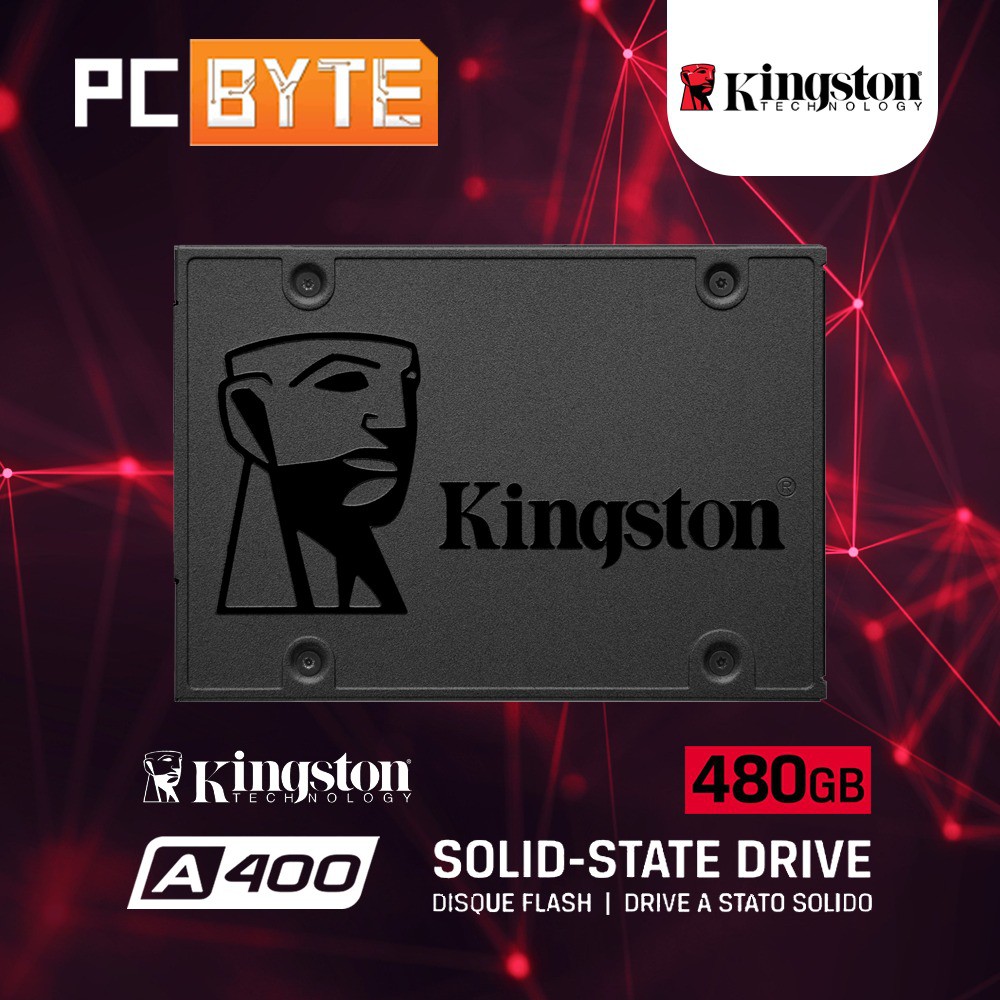 PC BYTE
Kingston
TECHNOLOGY
Kingston®
Kingston
TECHNOLOGY
480GB
A400
SOLID-STATE DRIVE
DISQUE FLASH | DRIVE A STATO SOLIDO